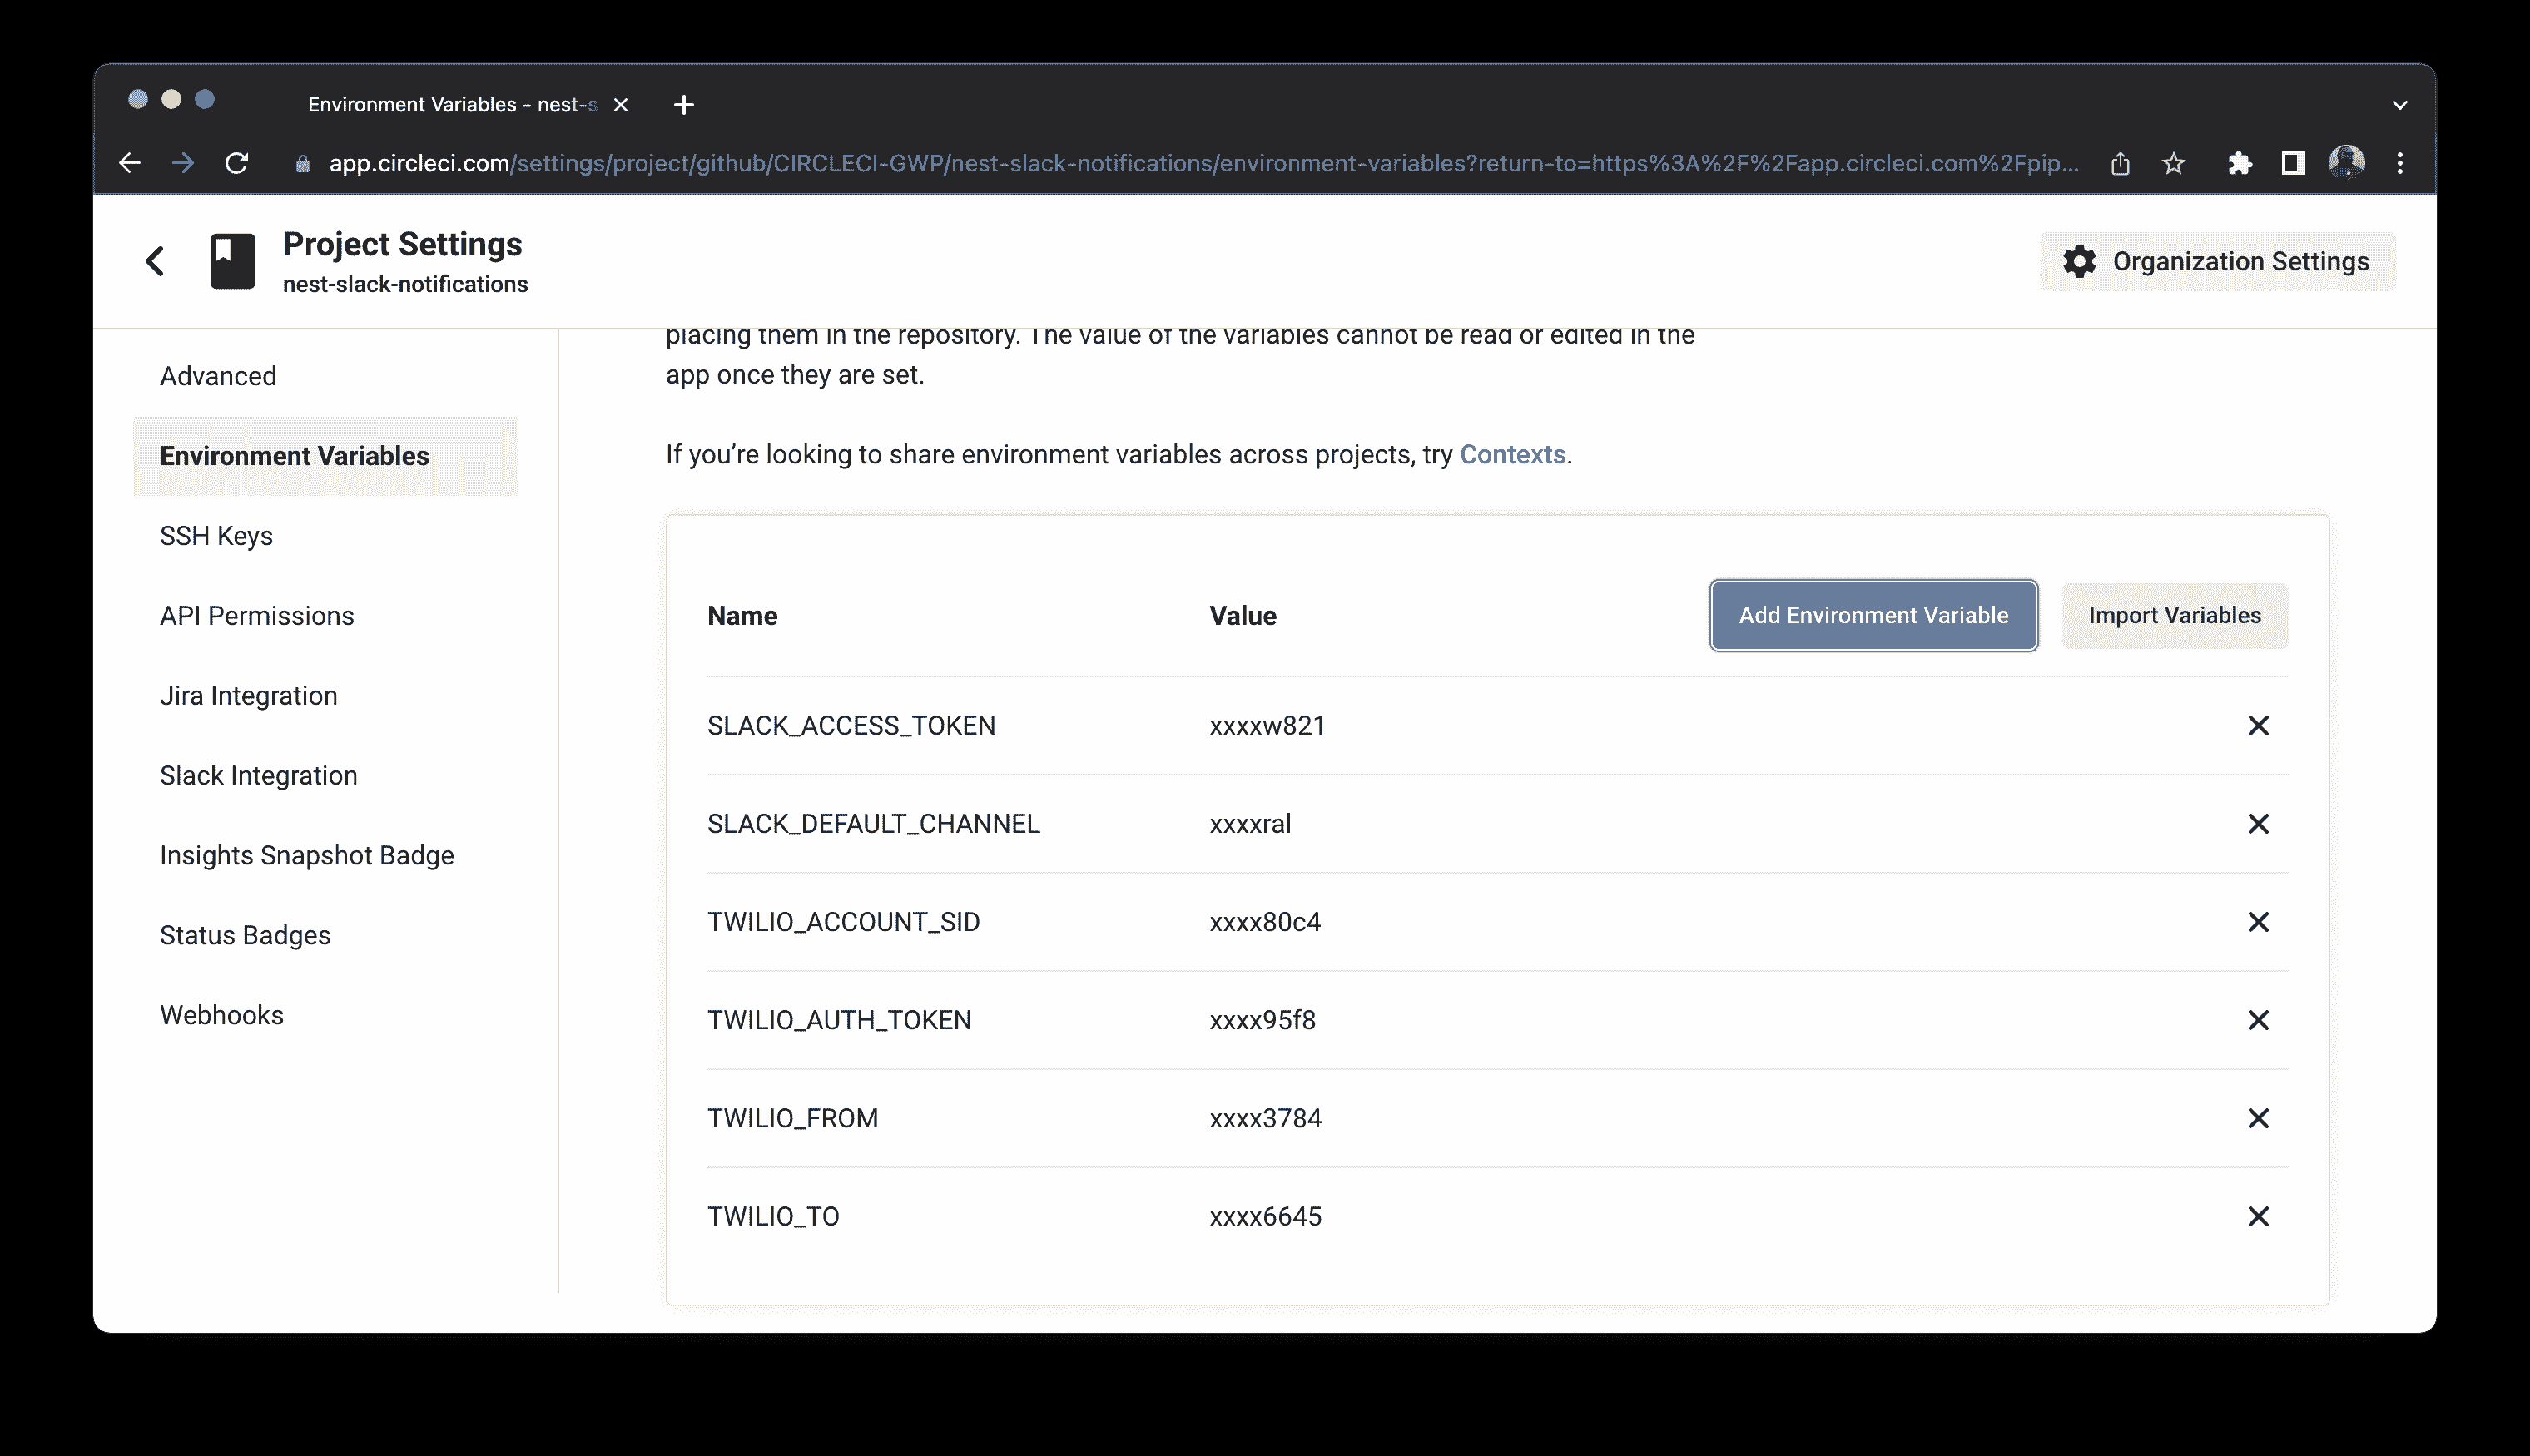 Environment Variables - nest-s
app.circleci.com/settings/project/github/CIRCLECI-GWP/nest-slack-notifications/environment-variables?return-to=https%3A%2F%2Fapp.circleci.com%2Fpip...
Project Settings
nest-slack-notifications
Organization Settings
Advanced
Environment Variables
SSH Keys
API Permissions
Jira Integration
Slack Integration
Insights Snapshot Badge
Status Badges
Webhooks
placing them in the repository. The value of the variables cannot be read or edited in the
app once they are set.
If you’re looking to share environment variables across projects, try Contexts.
Name Value Add Environment Variable Import Variables
SLACK_ACCESS_TOKEN xxxxw821
SLACK_DEFAULT_CHANNEL xxxxral
TWILIO_ACCOUNT_SID xxxx80c4
TWILIO_AUTH_TOKEN xxxx95f8
TWILIO_FROM xxxx3784
TWILIO_TO xxxx6645